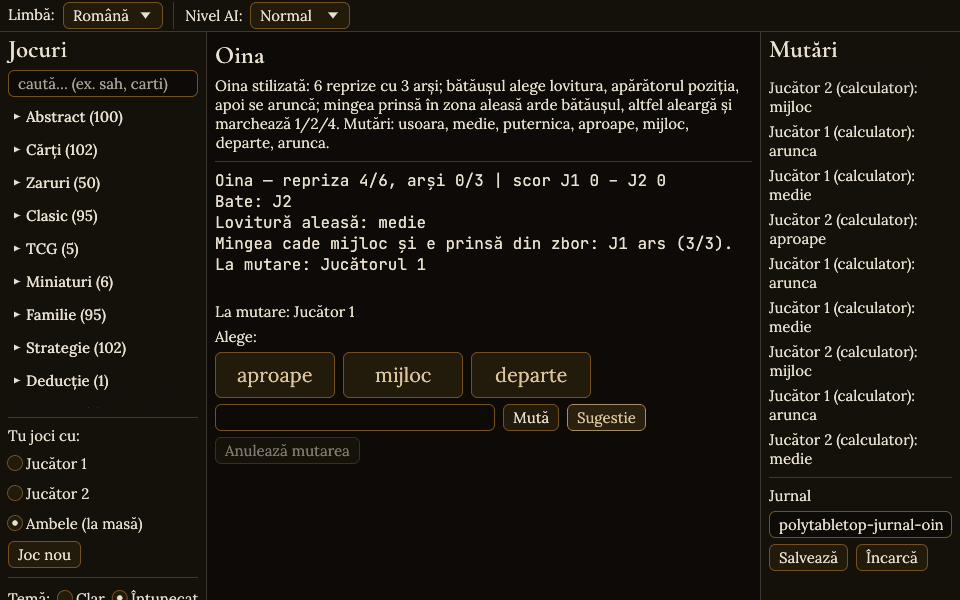 Limbă:
Română
Nivel AI:
Normal
Jocuri
caută... (ex. sah, carti)
Abstract (100)
Cărți (102)
Zaruri (50)
Clasic (95)
TCG (5)
Miniaturi (6)
Familie (95)
Strategie (102)
Deducție (1)
Tu joci cu:
Jucător 1
Jucător 2
Ambele (la masă)
Joc nou
Temă:
Clar
Întunecat
Oina
Oina stilizată: 6 reprize cu 3 arși; bătăușul alege lovitura, apărătorul poziția,
apoi se aruncă; mingea prinsă în zona aleasă arde bătăușul, altfel aleargă și
marchează 1/2/4. Mutări: usoara, medie, puternica, aproape, mijloc,
departe, arunca.
Oina — repriza 4/6, arși 0/3 | scor J1 0 – J2 0
Bate: J2
Lovitură aleasă: medie
Mingea cade mijloc și e prinsă din zbor: J1 ars (3/3).
La mutare: Jucătorul 1
La mutare: Jucător 1
Alege:
aproape
mijloc
departe
Mută
Sugestie
Anulează mutarea
Mutări
Jucător 2 (calculator):
mijloc
Jucător 1 (calculator):
arunca
Jucător 1 (calculator):
medie
Jucător 2 (calculator):
aproape
Jucător 1 (calculator):
arunca
Jucător 1 (calculator):
medie
Jucător 2 (calculator):
mijloc
Jucător 1 (calculator):
arunca
Jucător 2 (calculator):
medie
Jurnal
polytabletop-jurnal-oin
Salvează
Încarcă